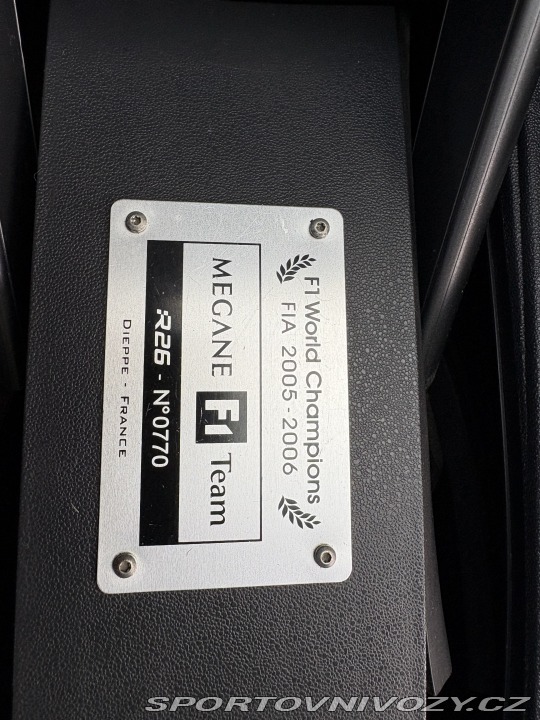 F1 World Champions
FIA 2005-2006
MEGANE F1 Team
R26 - N°0770
DIEPPE - FRANCE
SPORTOVNIVOZY.CZ